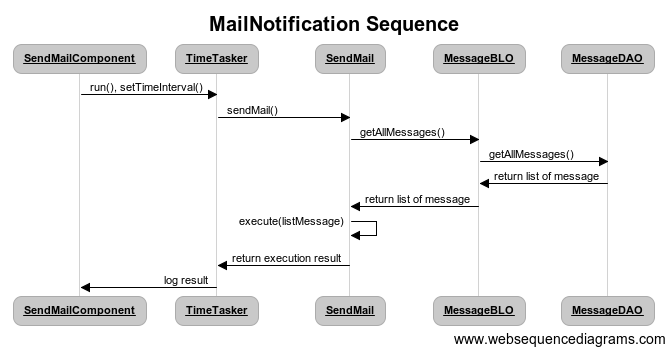 MailNotification Sequence
SendMailComponent TimeTasker SendMail MessageBLO MessageDAO
run(), setTimeInterval()
sendMail()
getAllMessages()
getAllMessages()
return list of message
return list of message
execute(listMessage)
return execution result
log result
SendMailComponent TimeTasker SendMail MessageBLO MessageDAO
www.websequencediagrams.com